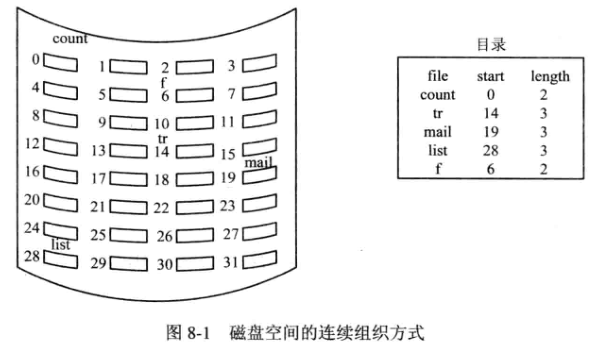 count
0 1 2 3
f
4 5 6 7
8 9 10 11
tr
12 13 14 15
mail
16 17 18 19
20 21 22 23
24 25 26 27
list
28 29 30 31
目录
file start length
count 0 2
tr 14 3
mail 19 3
list 28 3
f 6 2
图 8-1 磁盘空间的连续组织方式